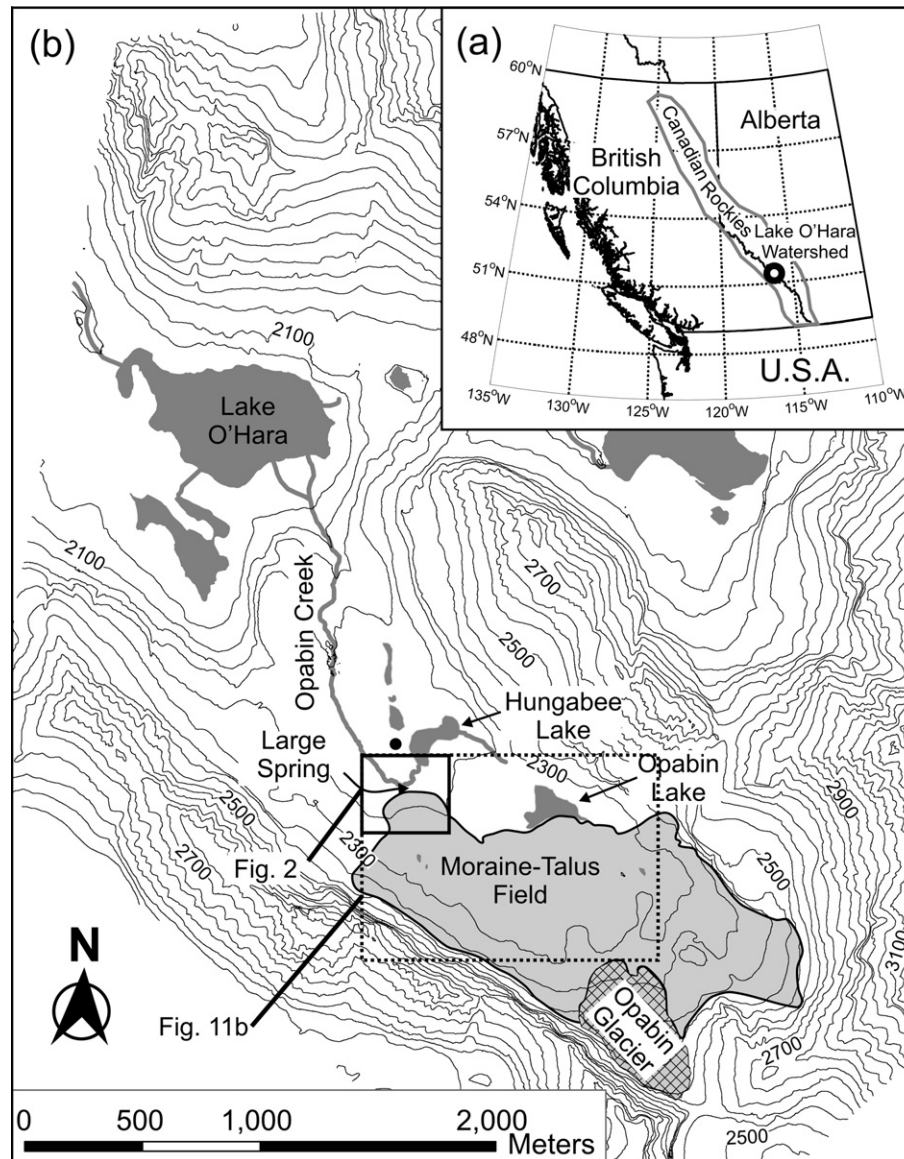 (b)
(a)
60°N
57°N
54°N
51°N
48°N
135°W
130°W
125°W
120°W
115°W
110°W
Alberta
British
Columbia
Canadian Rockies
Lake O'Hara
Watershed
U.S.A.
2100
Lake
O'Hara
2100
Opabin Creek
2700
2500
Hungabee
Lake
Large
Spring
2300
Opabin
Lake
2900
2500
2700
Fig. 2
2300
Moraine-Talus
Field
2500
3100
N
Fig. 11b
Opabin
Glacier
2700
2500
0 500 1,000 2,000
Meters